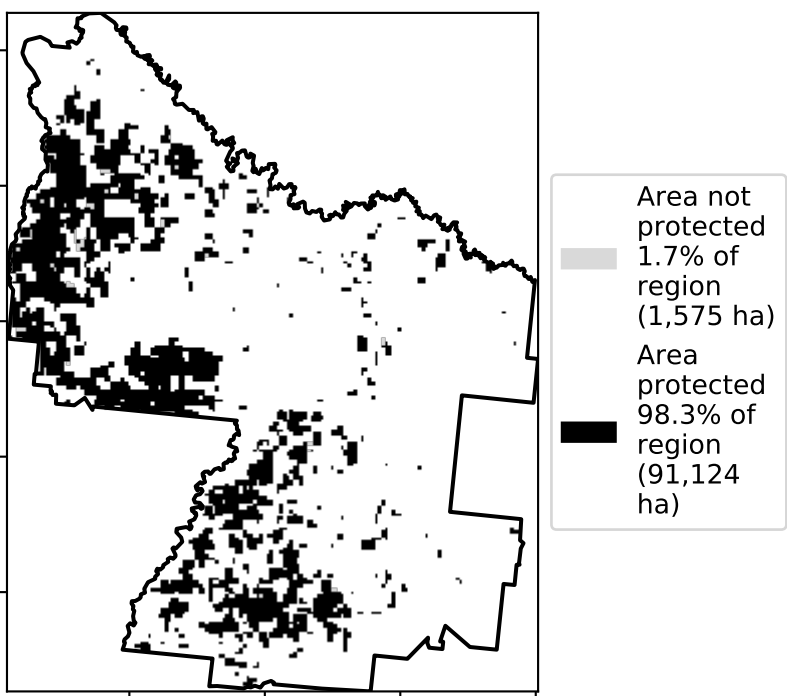 Area not
protected
1.7% of
region
(1,575 ha)
Area
protected
98.3% of
region
(91,124
ha)